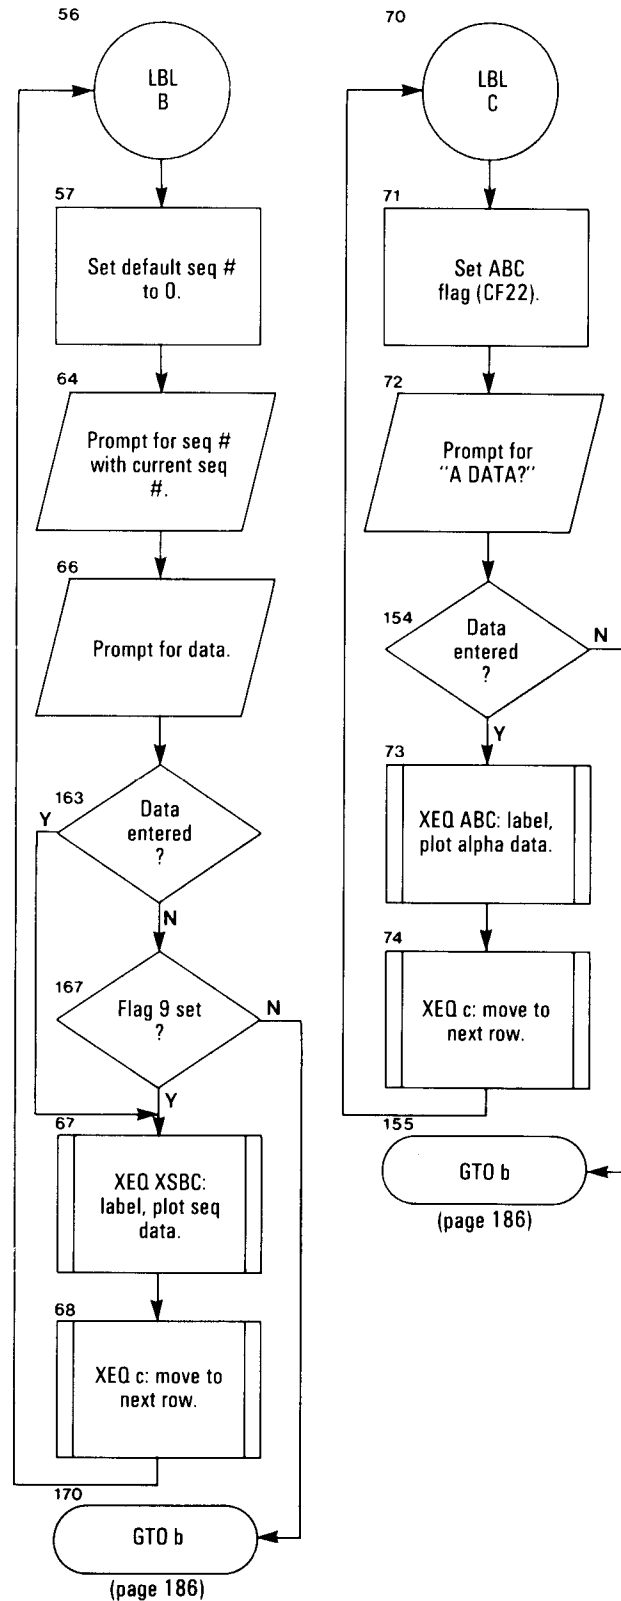 56
LBL
B
57
Set default seq #
to 0.
64
Prompt for seq #
with current seq
#.
66
Prompt for data.
163
Y
Data
entered
?
N
167
Flag 9 set
?
N
Y
67
XEQ XSBC:
label, plot seq
data.
68
XEQ c: move to
next row.
170
GTO b
(page 186)
70
LBL
C
71
Set ABC
flag (CF22).
72
Prompt for
"A DATA?"
154
Data
entered
?
N
Y
73
XEQ ABC: label,
plot alpha data.
74
XEQ c: move to
next row.
155
GTO b
(page 186)